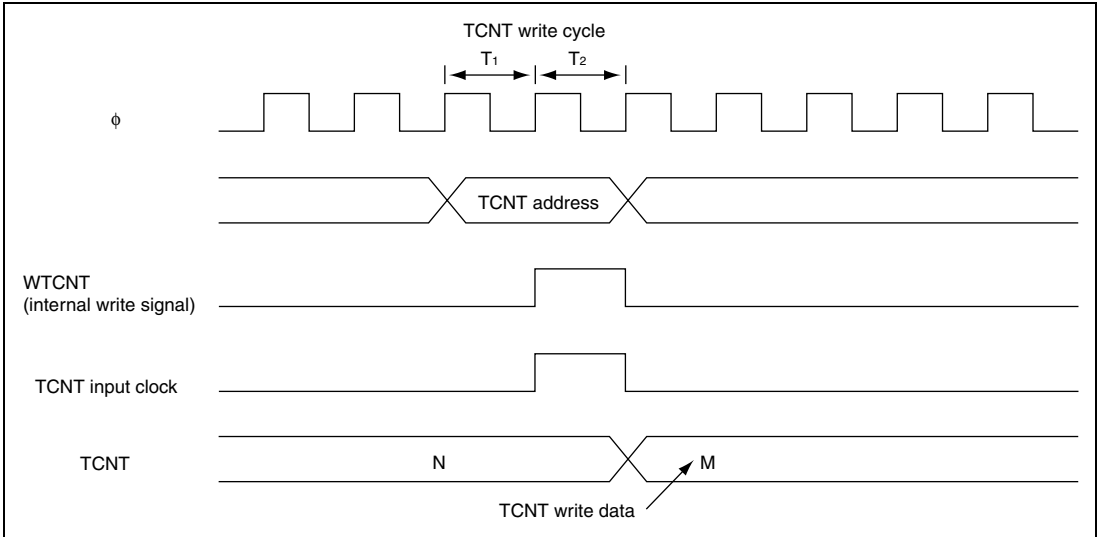 TCNT write cycle
T1 T2
ϕ
TCNT address
WTCNT
(internal write signal)
TCNT input clock
TCNT N M
TCNT write data